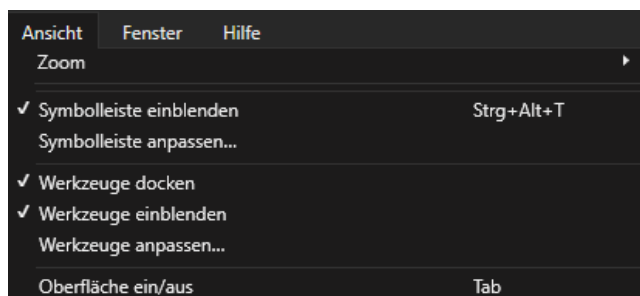 Ansicht Fenster Hilfe
Zoom
Symbolleiste einblenden Strg+Alt+T
Symbolleiste anpassen...
Werkzeuge docken
Werkzeuge einblenden
Werkzeuge anpassen...
Oberfläche ein/aus Tab